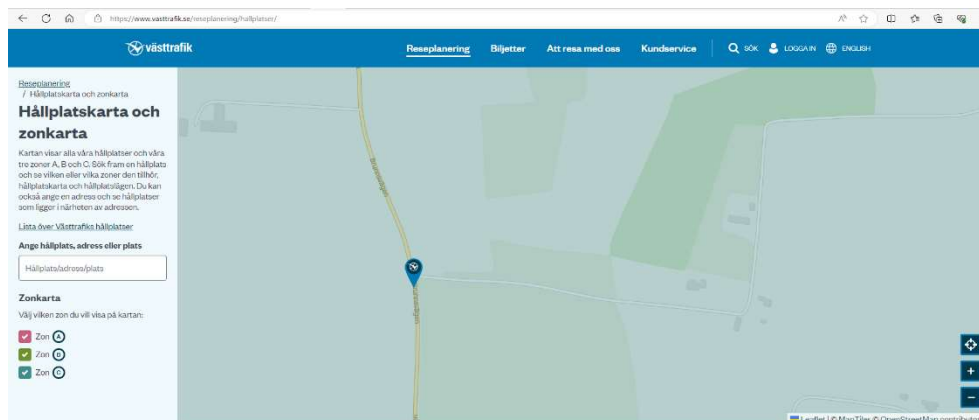 https://www.vasttrafik.se/reseplanering/hallplatser/
västtrafik
Reseplanering Biljetter Att resa med oss Kundservice SÖK LOGGA IN ENGLISH
Reseplanering
/ Hållplatskarta och zonkarta
Hållplatskarta och
zonkarta
Kartan visar alla våra hållplatser och våra
tre zoner A, B och C. Sök fram en hållplats
och se vilken eller vilka zoner den tillhör,
hållplatskarta och hållplatslägen. Du kan
också ange en adress och se hållplatser
som ligger i närheten av adressen.
Lista över Västtrafiks hållplatser
Ange hållplats, adress eller plats
Hållplats/adress/plats
Zonkarta
Välj vilken zon du vill visa på kartan:
Zon A
Zon B
Zon C
Leaflet | © MapTiler © OpenStreetMap contributors